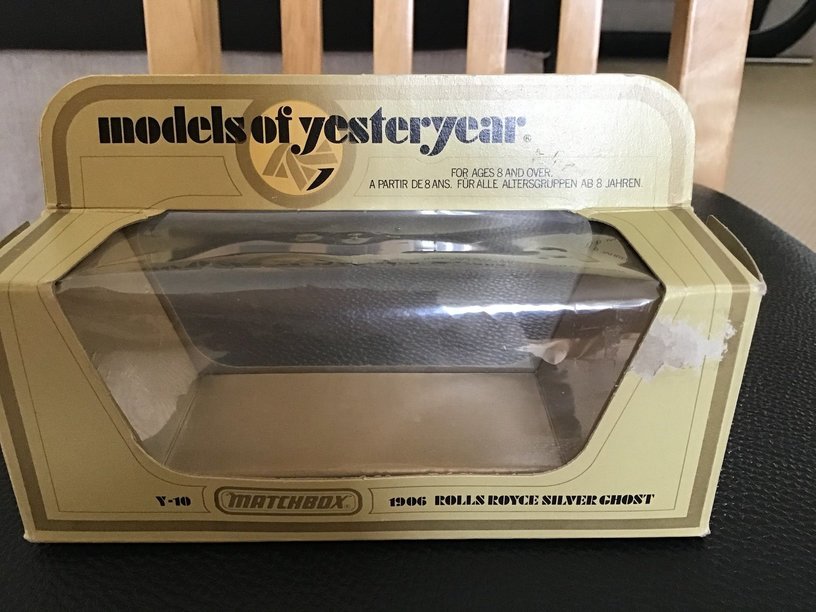 models of yesteryear®
FOR AGES 8 AND OVER.
A PARTIR DE 8 ANS. FÜR ALLE ALTERSGRUPPEN AB 8 JAHREN.
Y-10 MATCHBOX® 1906 ROLLS ROYCE SILVER GHOST